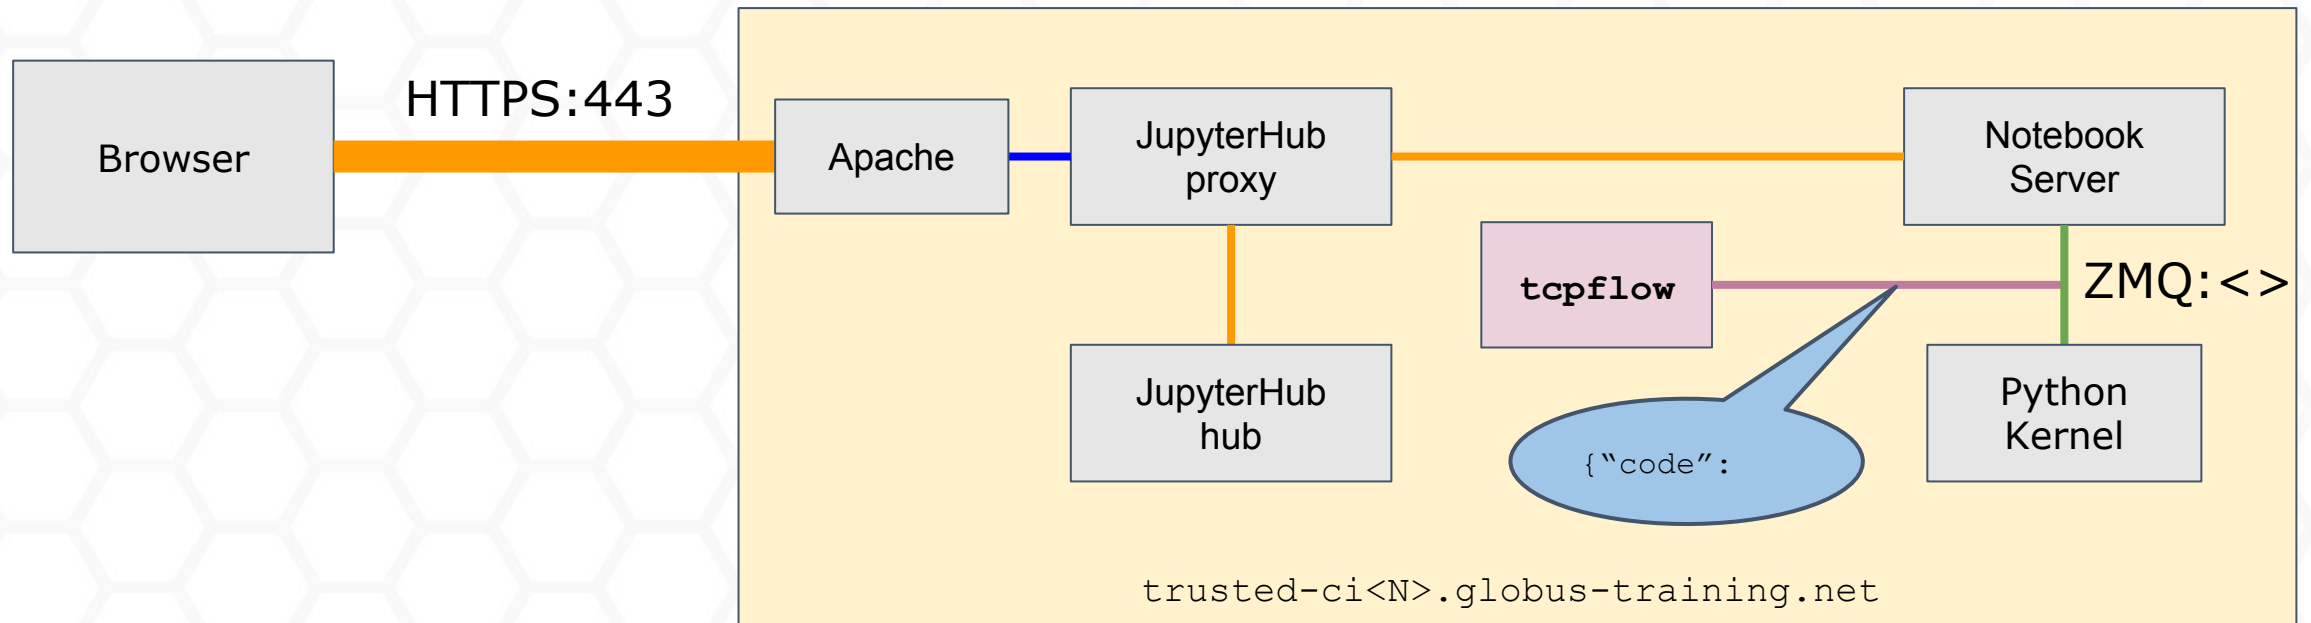 HTTPS:443
Browser
Apache
JupyterHub
proxy
Notebook
Server
tcpflow
ZMQ:<>
JupyterHub
hub
{“code”:
Python
Kernel
trusted-ci<N>.globus-training.net